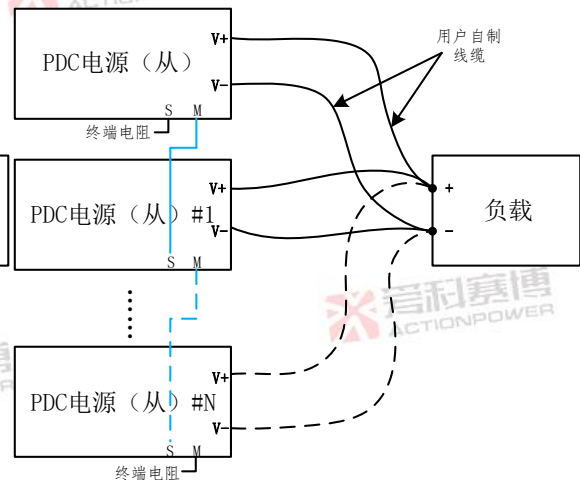 PDC电源（从）
V+
V-
S M
终端电阻
用户自制
线缆
PDC电源（从）#1
V+
V-
S M
负载
+
-
爱科赛博
ACTIONPOWER
PDC电源（从）#N
V+
V-
S M
终端电阻